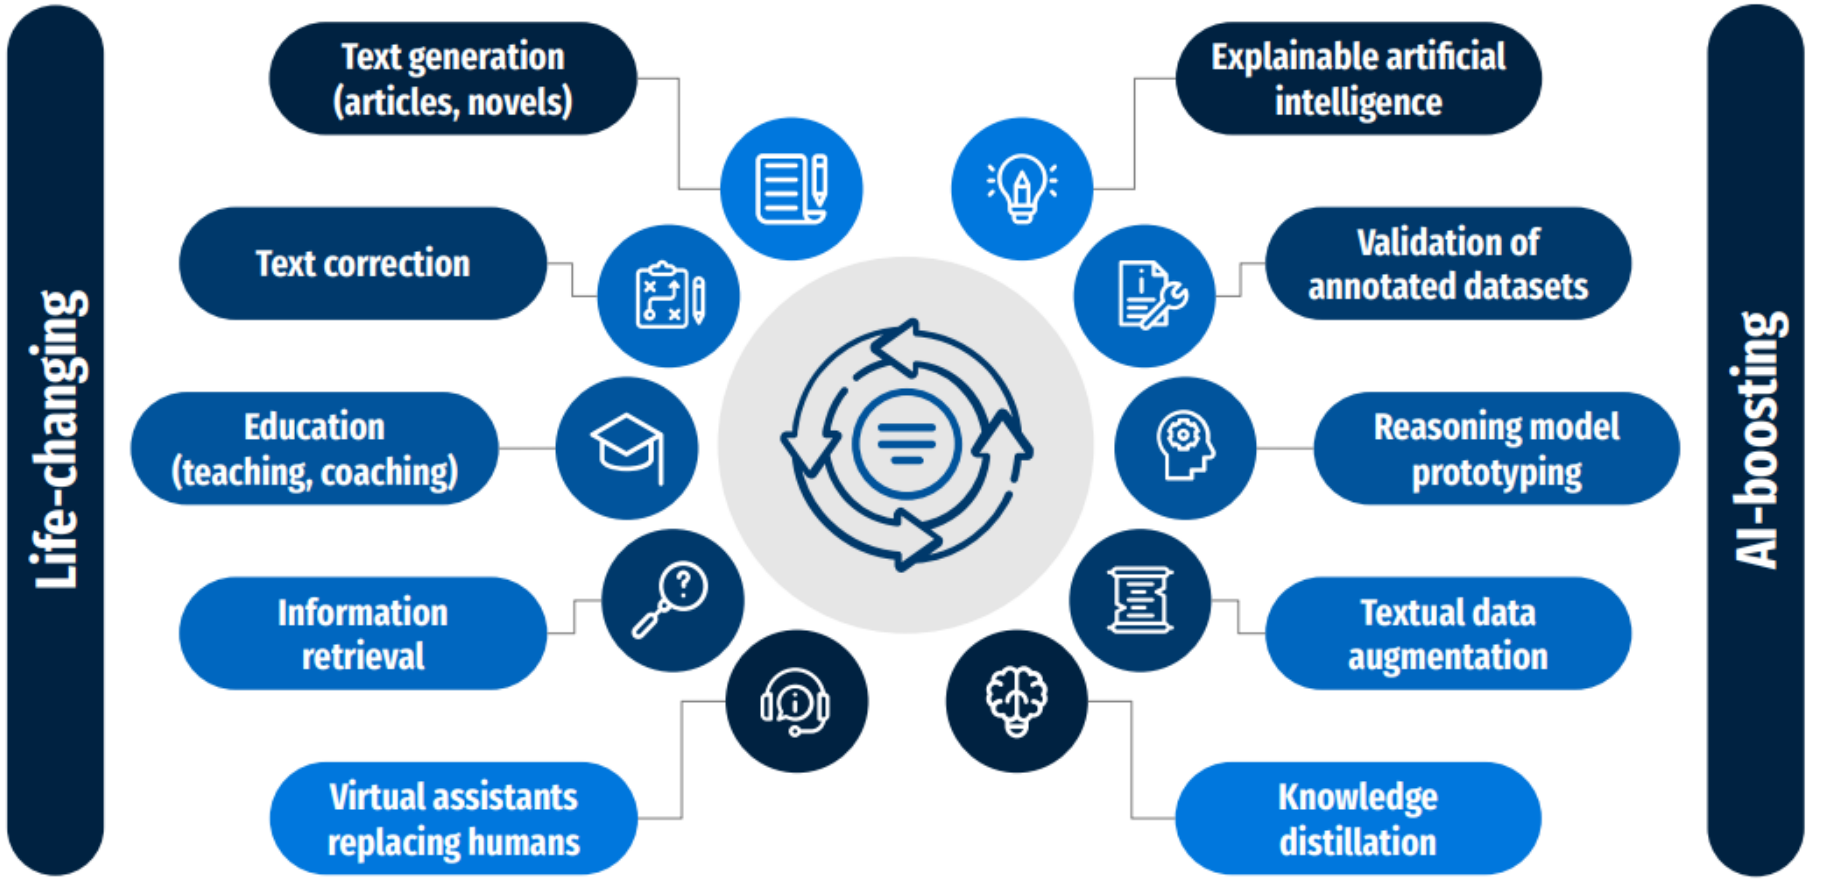 Life-changing
Text generation
(articles, novels)
Text correction
Education
(teaching, coaching)
Information
retrieval
Virtual assistants
replacing humans
Explainable artificial
intelligence
Validation of
annotated datasets
Reasoning model
prototyping
Textual data
augmentation
Knowledge
distillation
AI-boosting